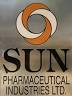 SUN
PHARMACEUTICAL
INDUSTRIES LTD.